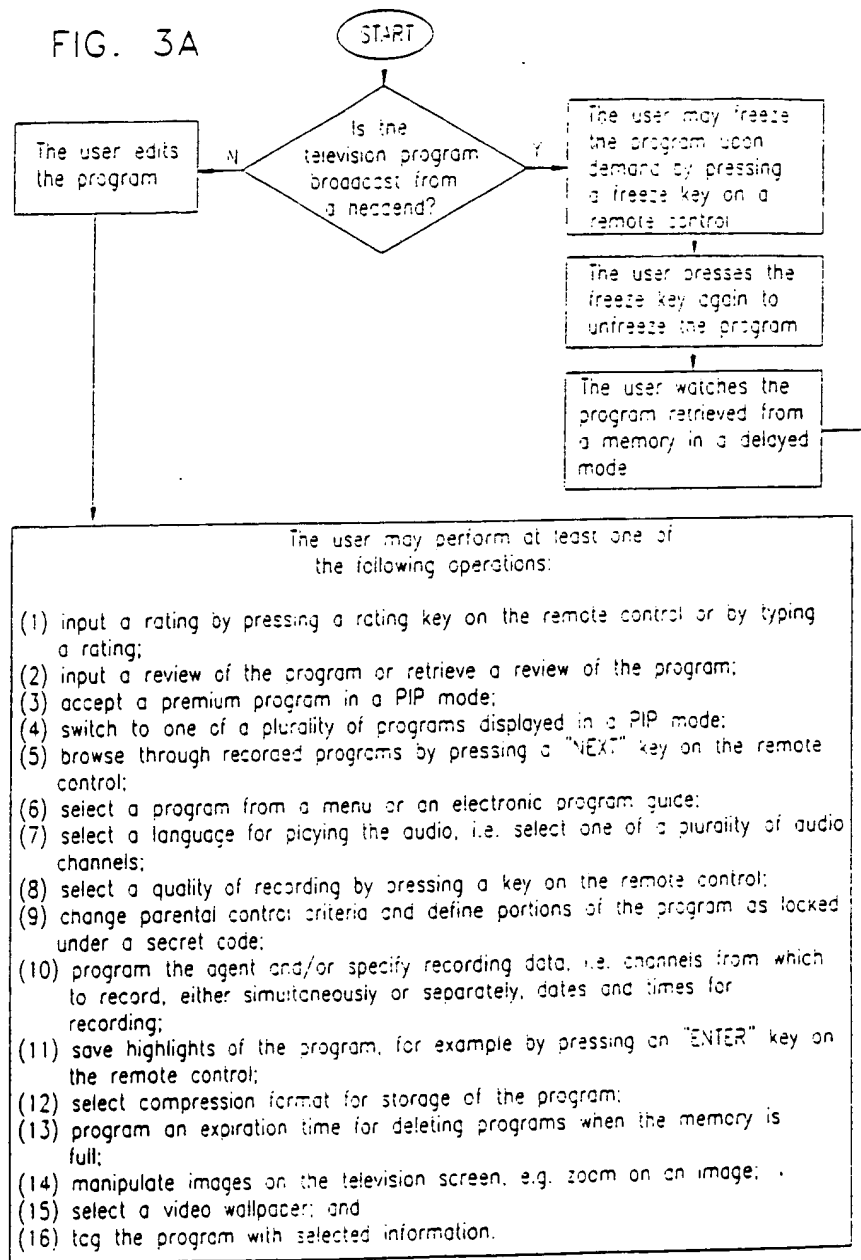 FIG. 3A
START
Is the
television program
broadcast from
a headend?
N
Y
The user edits
the program
The user may freeze
the program upon
demand by pressing
a freeze key on a
remote control
The user presses the
freeze key again to
unfreeze the program
The user watches the
program retrieved from
a memory in a delayed
mode
The user may perform at least one of
the following operations:
(1) input a rating by pressing a rating key on the remote control or by typing
a rating;
(2) input a review of the program or retrieve a review of the program;
(3) accept a premium program in a PIP mode;
(4) switch to one of a plurality of programs displayed in a PIP mode;
(5) browse through recorded programs by pressing a "NEXT" key on the remote
control;
(6) select a program from a menu or an electronic program guide;
(7) select a language for playing the audio, i.e. select one of a plurality of audio
channels;
(8) select a quality of recording by pressing a key on the remote control;
(9) change parental control criteria and define portions of the program as locked
under a secret code;
(10) program the agent and/or specify recording data, i.e. channels from which
to record, either simultaneously or separately, dates and times for
recording;
(11) save highlights of the program, for example by pressing an "ENTER" key on
the remote control;
(12) select compression format for storage of the program;
(13) program an expiration time for deleting programs when the memory is
full;
(14) manipulate images on the television screen, e.g. zoom on an image;
(15) select a video wallpaper; and
(16) tag the program with selected information.